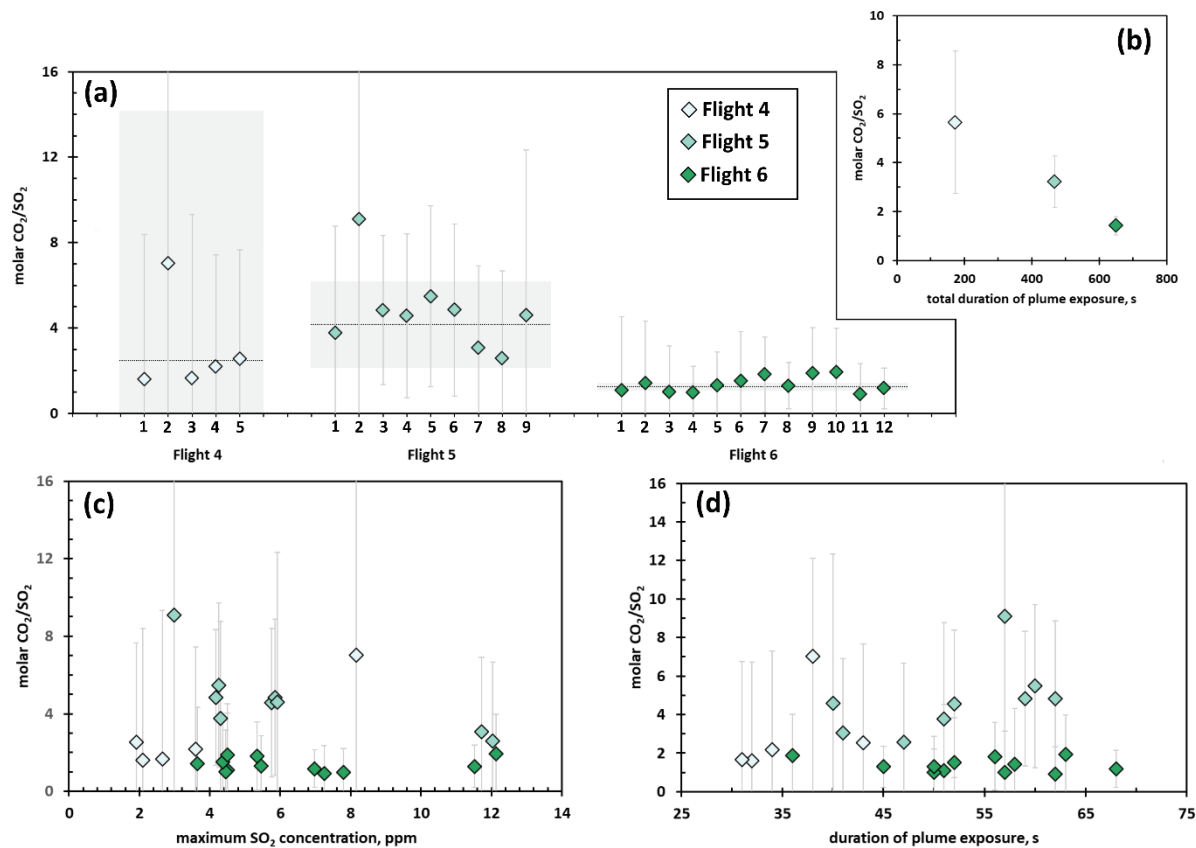 (a)
16
12
8
4
0
molar CO₂/SO₂
1 2 3 4 5
Flight 4
1 2 3 4 5 6 7 8 9
Flight 5
1 2 3 4 5 6 7 8 9 10 11 12
Flight 6
Flight 4
Flight 5
Flight 6
(b)
10
8
6
4
2
0
molar CO₂/SO₂
0 200 400 600 800
total duration of plume exposure, s
(c)
16
12
8
4
0
molar CO₂/SO₂
0 2 4 6 8 10 12 14
maximum SO₂ concentration, ppm
(d)
16
14
12
10
8
6
4
2
0
molar CO₂/SO₂
25 35 45 55 65 75
duration of plume exposure, s